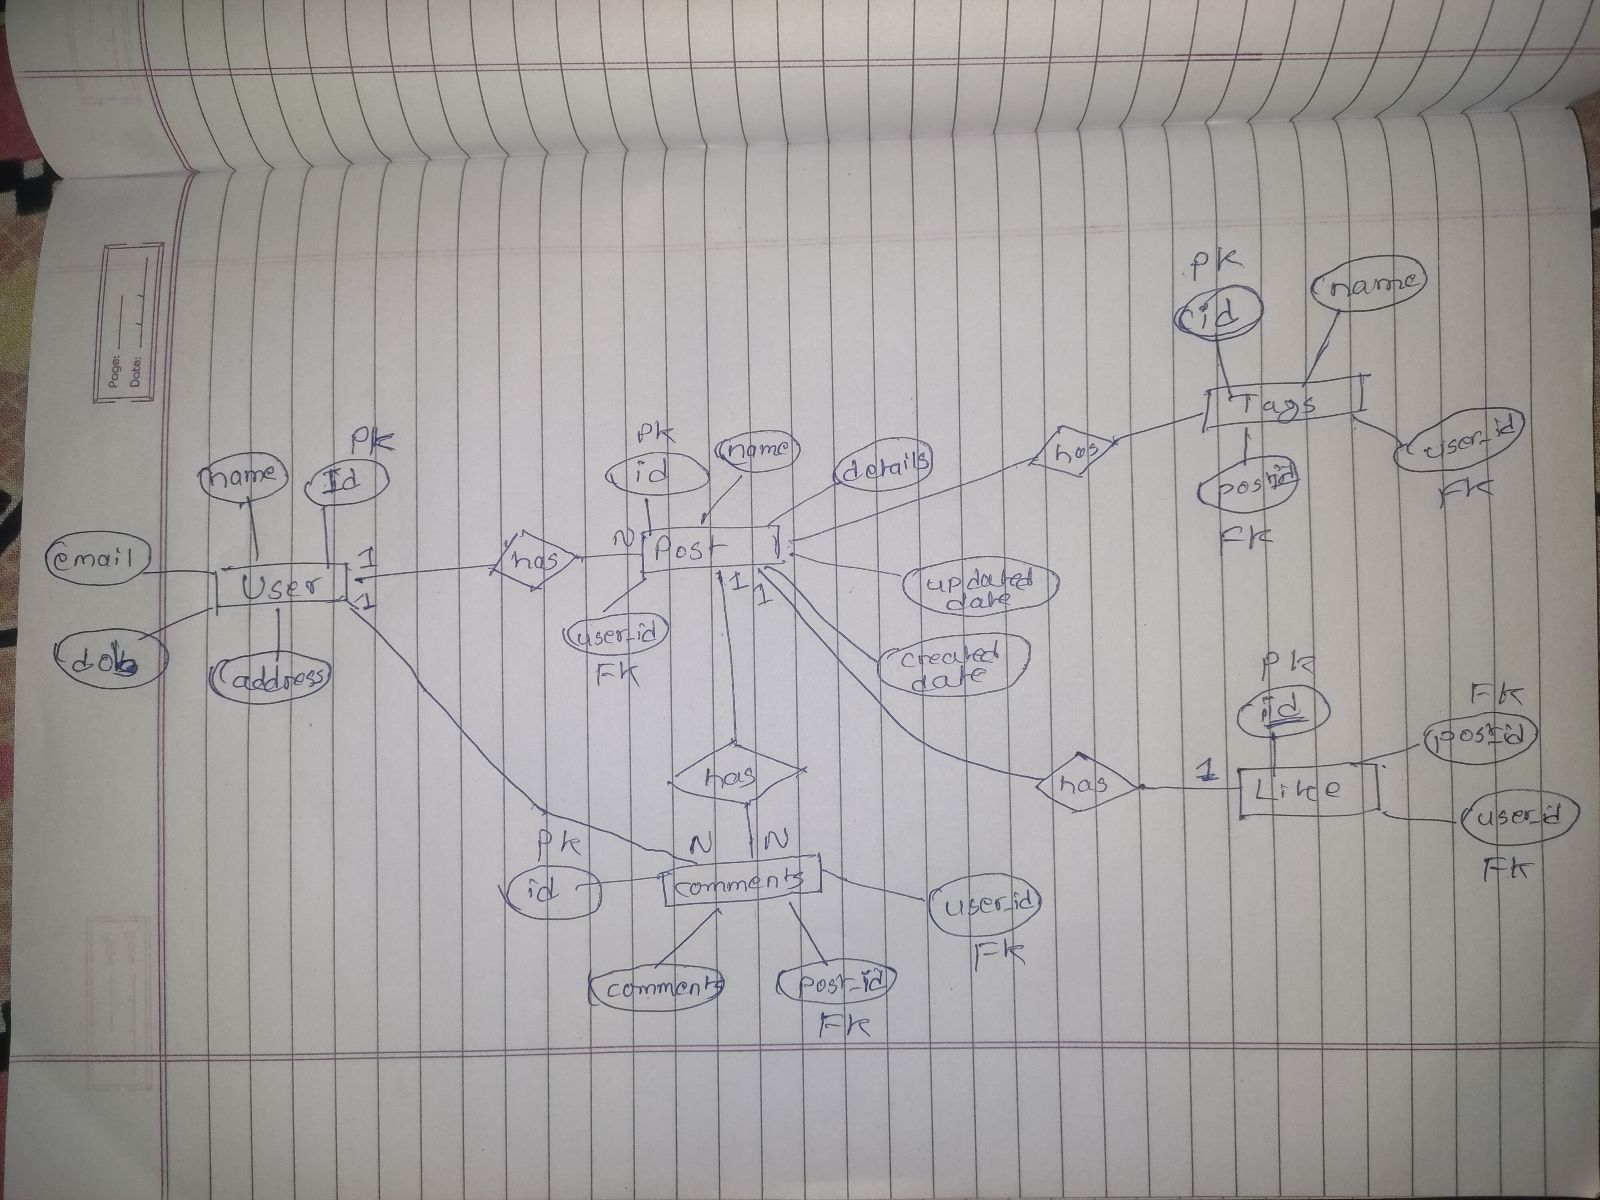 Page:
Date:
PK
id
name
Tags
user_id
FK
postid
FK
PK
name
Id
email
User
1
1
dob
address
has
PK
id
name
details
N
Post
1
1
user_id
FK
updated
date
created
date
has
has
PK
id
FK
post_id
has
1
Like
user_id
FK
N
N
PK
id
comments
user_id
FK
comments
post_id
FK